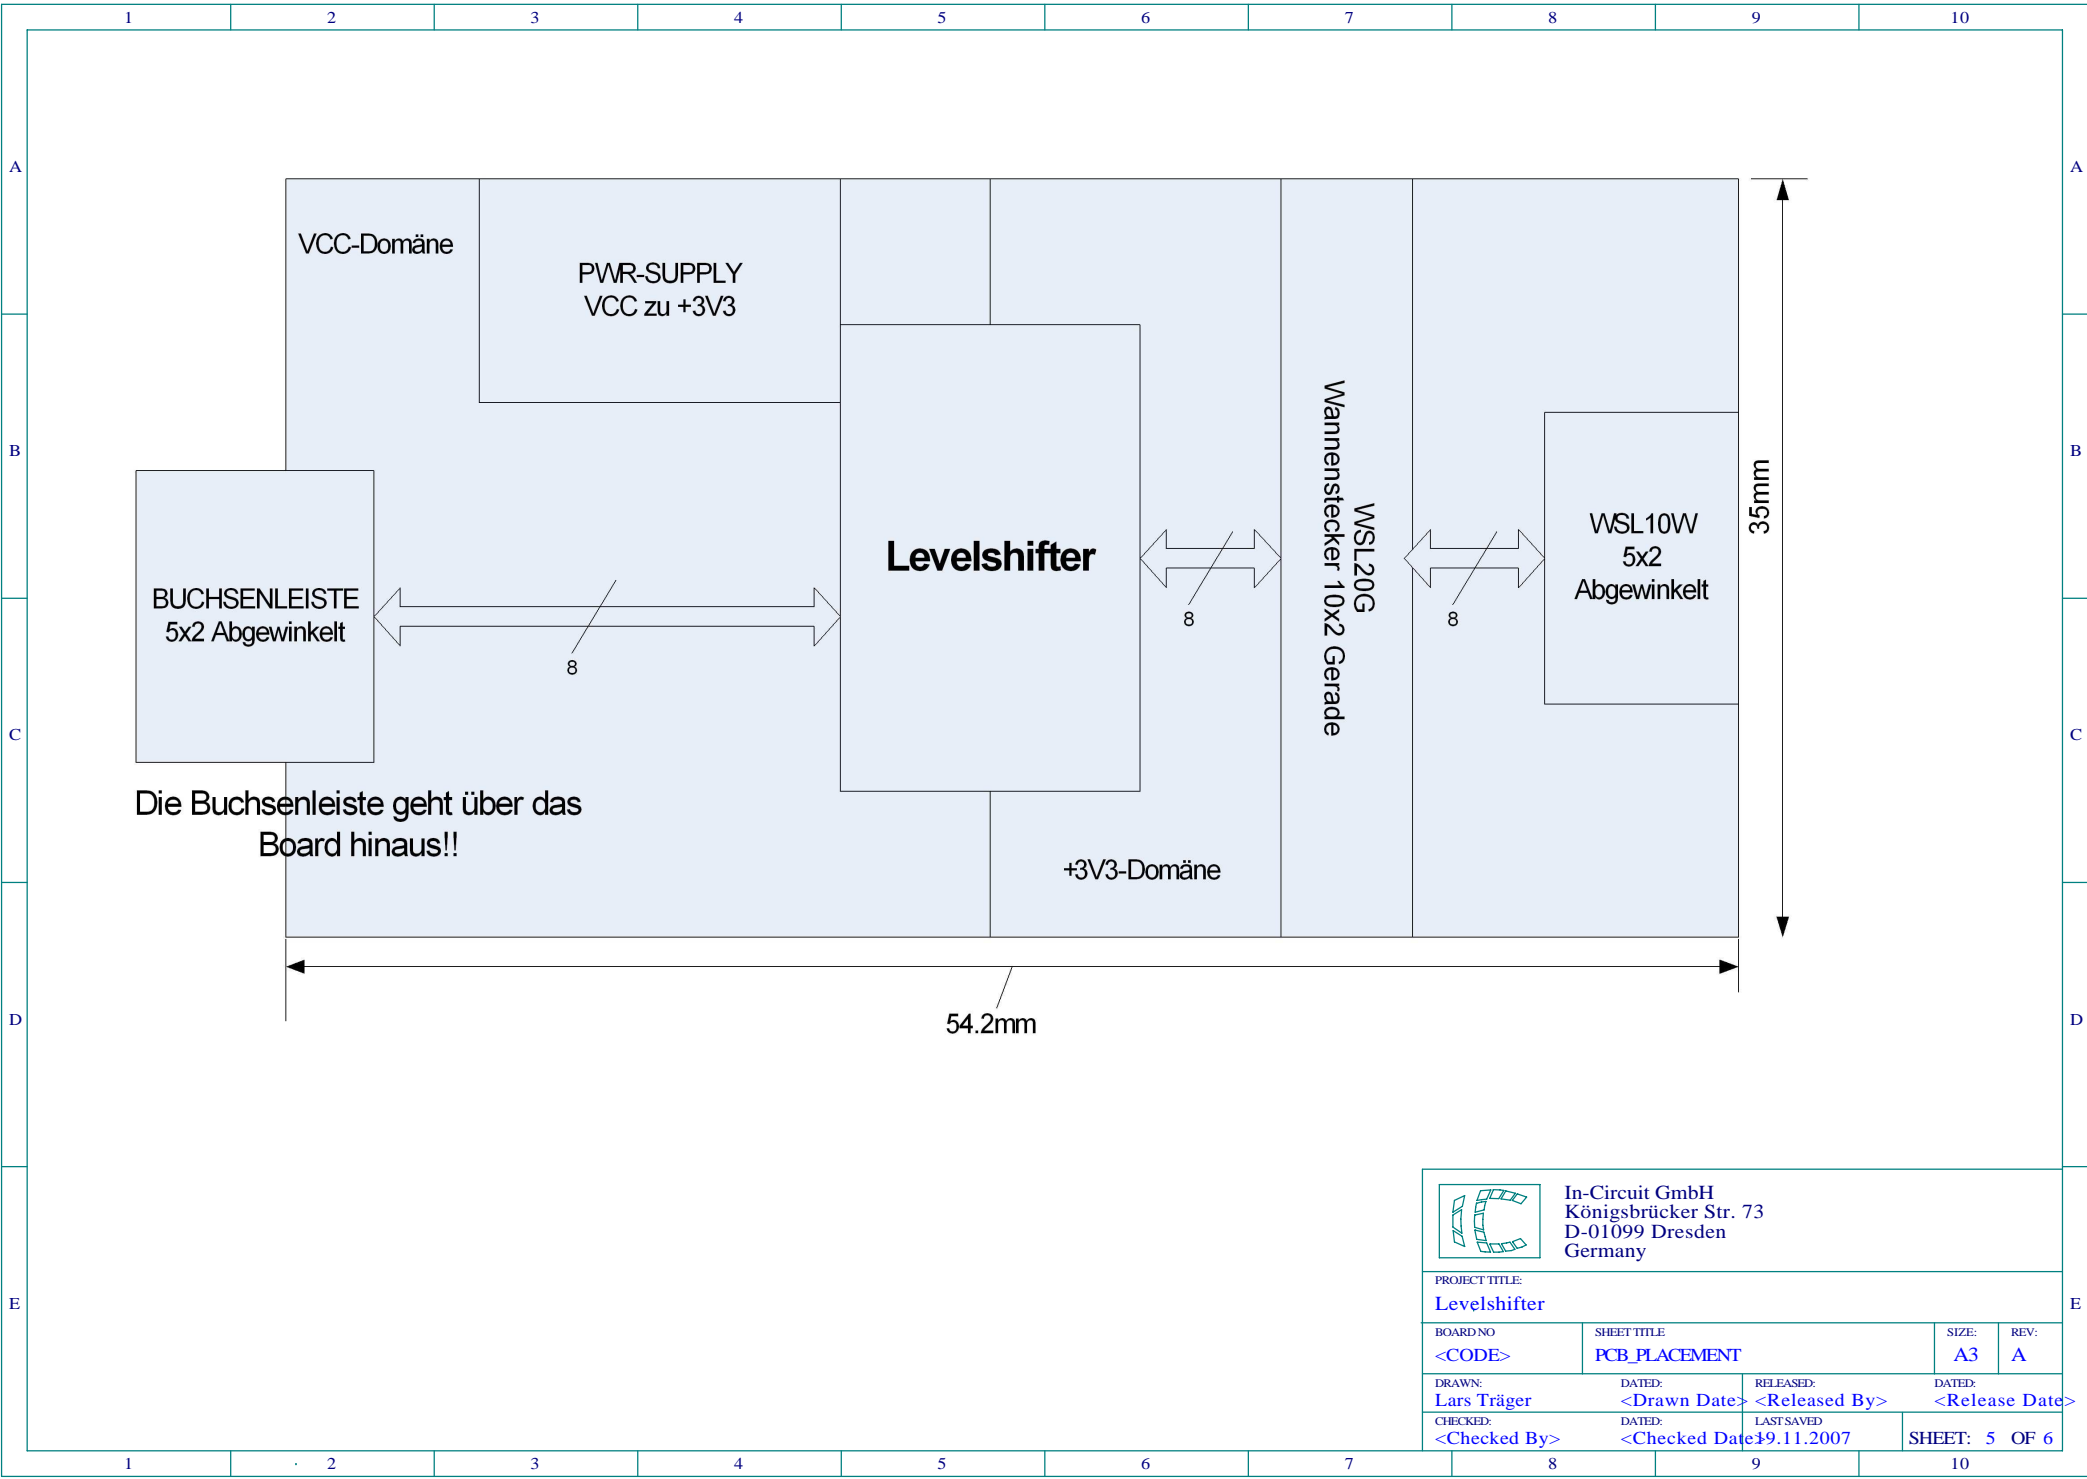 1 2 3 4 5 6 7 8 9 10
A A
VCC-Domäne
PWR-SUPPLY
VCC zu +3V3
B B
35mm
Levelshifter
WSL20G
Wannenstecker 10x2 Gerade
WSL10W
5x2
Abgewinkelt
BUCHSENLEISTE
5x2 Abgewinkelt
8
8
8
C C
Die Buchsenleiste geht über das
Board hinaus!!
+3V3-Domäne
D D
54.2mm
In-Circuit GmbH
Königsbrücker Str. 73
D-01099 Dresden
Germany
E E
PROJECT TITLE:
Levelshifter
BOARD NO SHEET TITLE SIZE: REV:
<CODE> PCB_PLACEMENT A3 A
DRAWN: DATED: RELEASED: DATED:
Lars Träger <Drawn Date> <Released By> <Release Date>
CHECKED: DATED: LAST SAVED
<Checked By> <Checked Date> 19.11.2007 SHEET: 5 OF 6
1 2 3 4 5 6 7 8 9 10